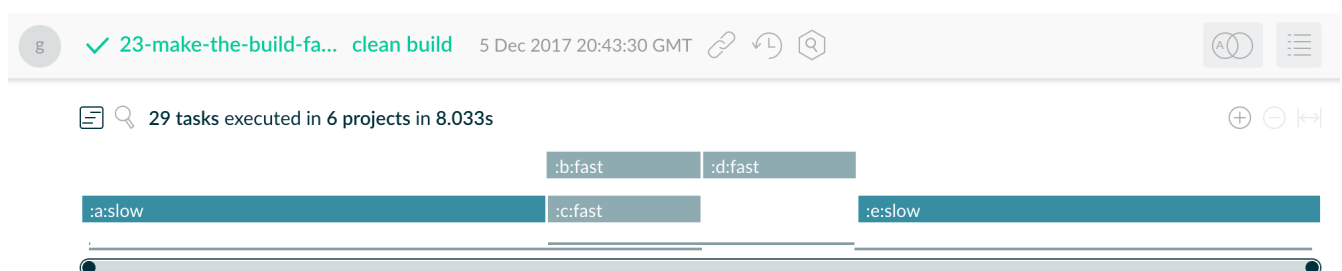 g 23-make-the-build-fa... clean build 5 Dec 2017 20:43:30 GMT A
29 tasks executed in 6 projects in 8.033s
:b:fast :d:fast
:a:slow :c:fast :e:slow